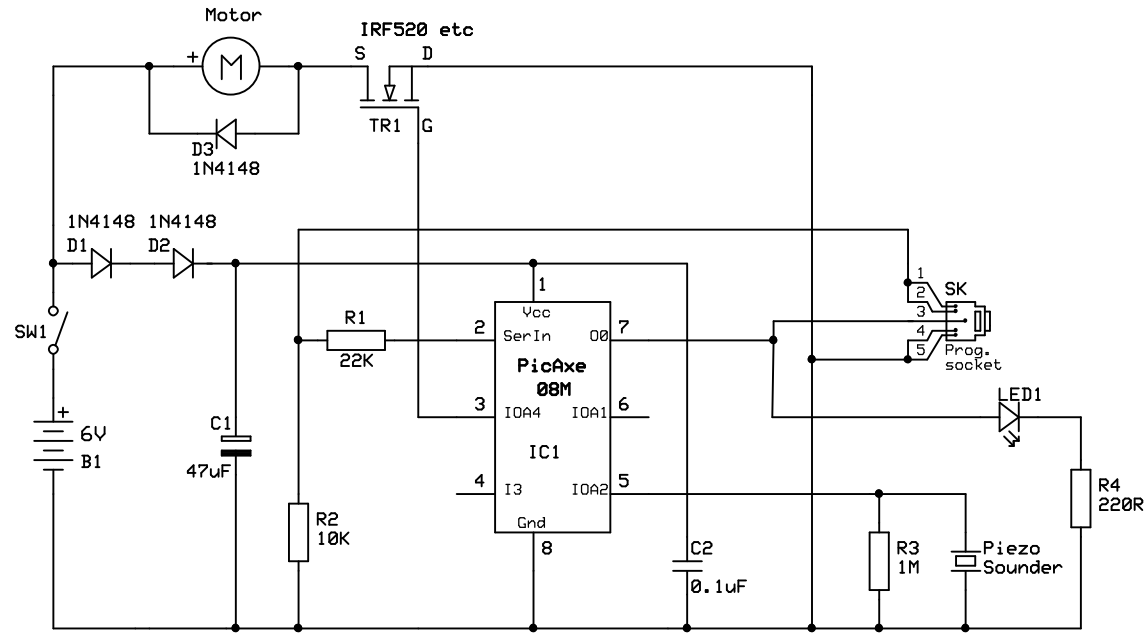 Motor
IRF520 etc
+
M
S
D
TR1
G
D3
1N4148
1N4148
1N4148
D1
D2
SW1
+
6V
B1
C1
47uF
R1
22K
R2
10K
1
Vcc
2
SerIn
O0
7
PicAxe
08M
3
IOA4
IOA1
6
IC1
4
I3
IOA2
5
Gnd
8
C2
0.1uF
1
SK
2
3
4
5
Prog.
socket
LED1
R4
220R
R3
1M
Piezo
Sounder